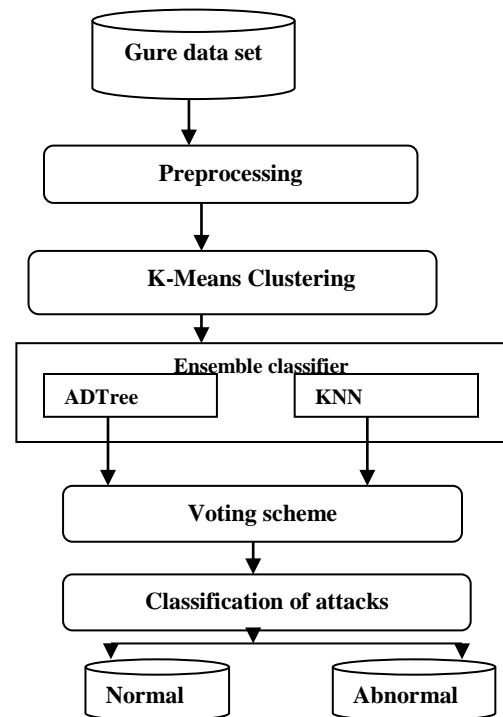 Gure data set
Preprocessing
K-Means Clustering
Ensemble classifier
ADTree
KNN
Voting scheme
Classification of attacks
Normal
Abnormal